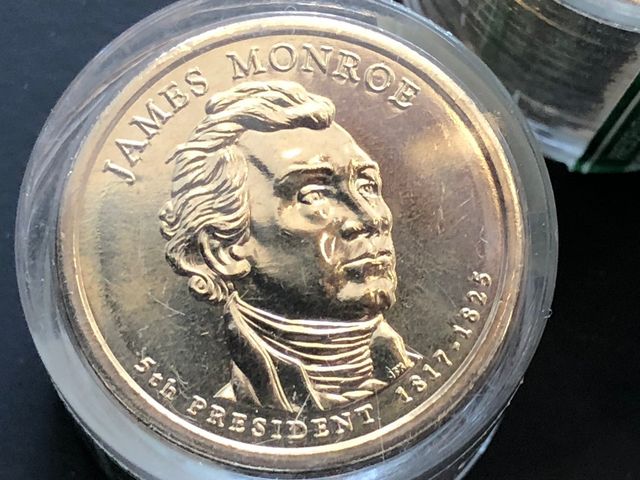 JAMES MONROE
5th PRESIDENT 1817-1825